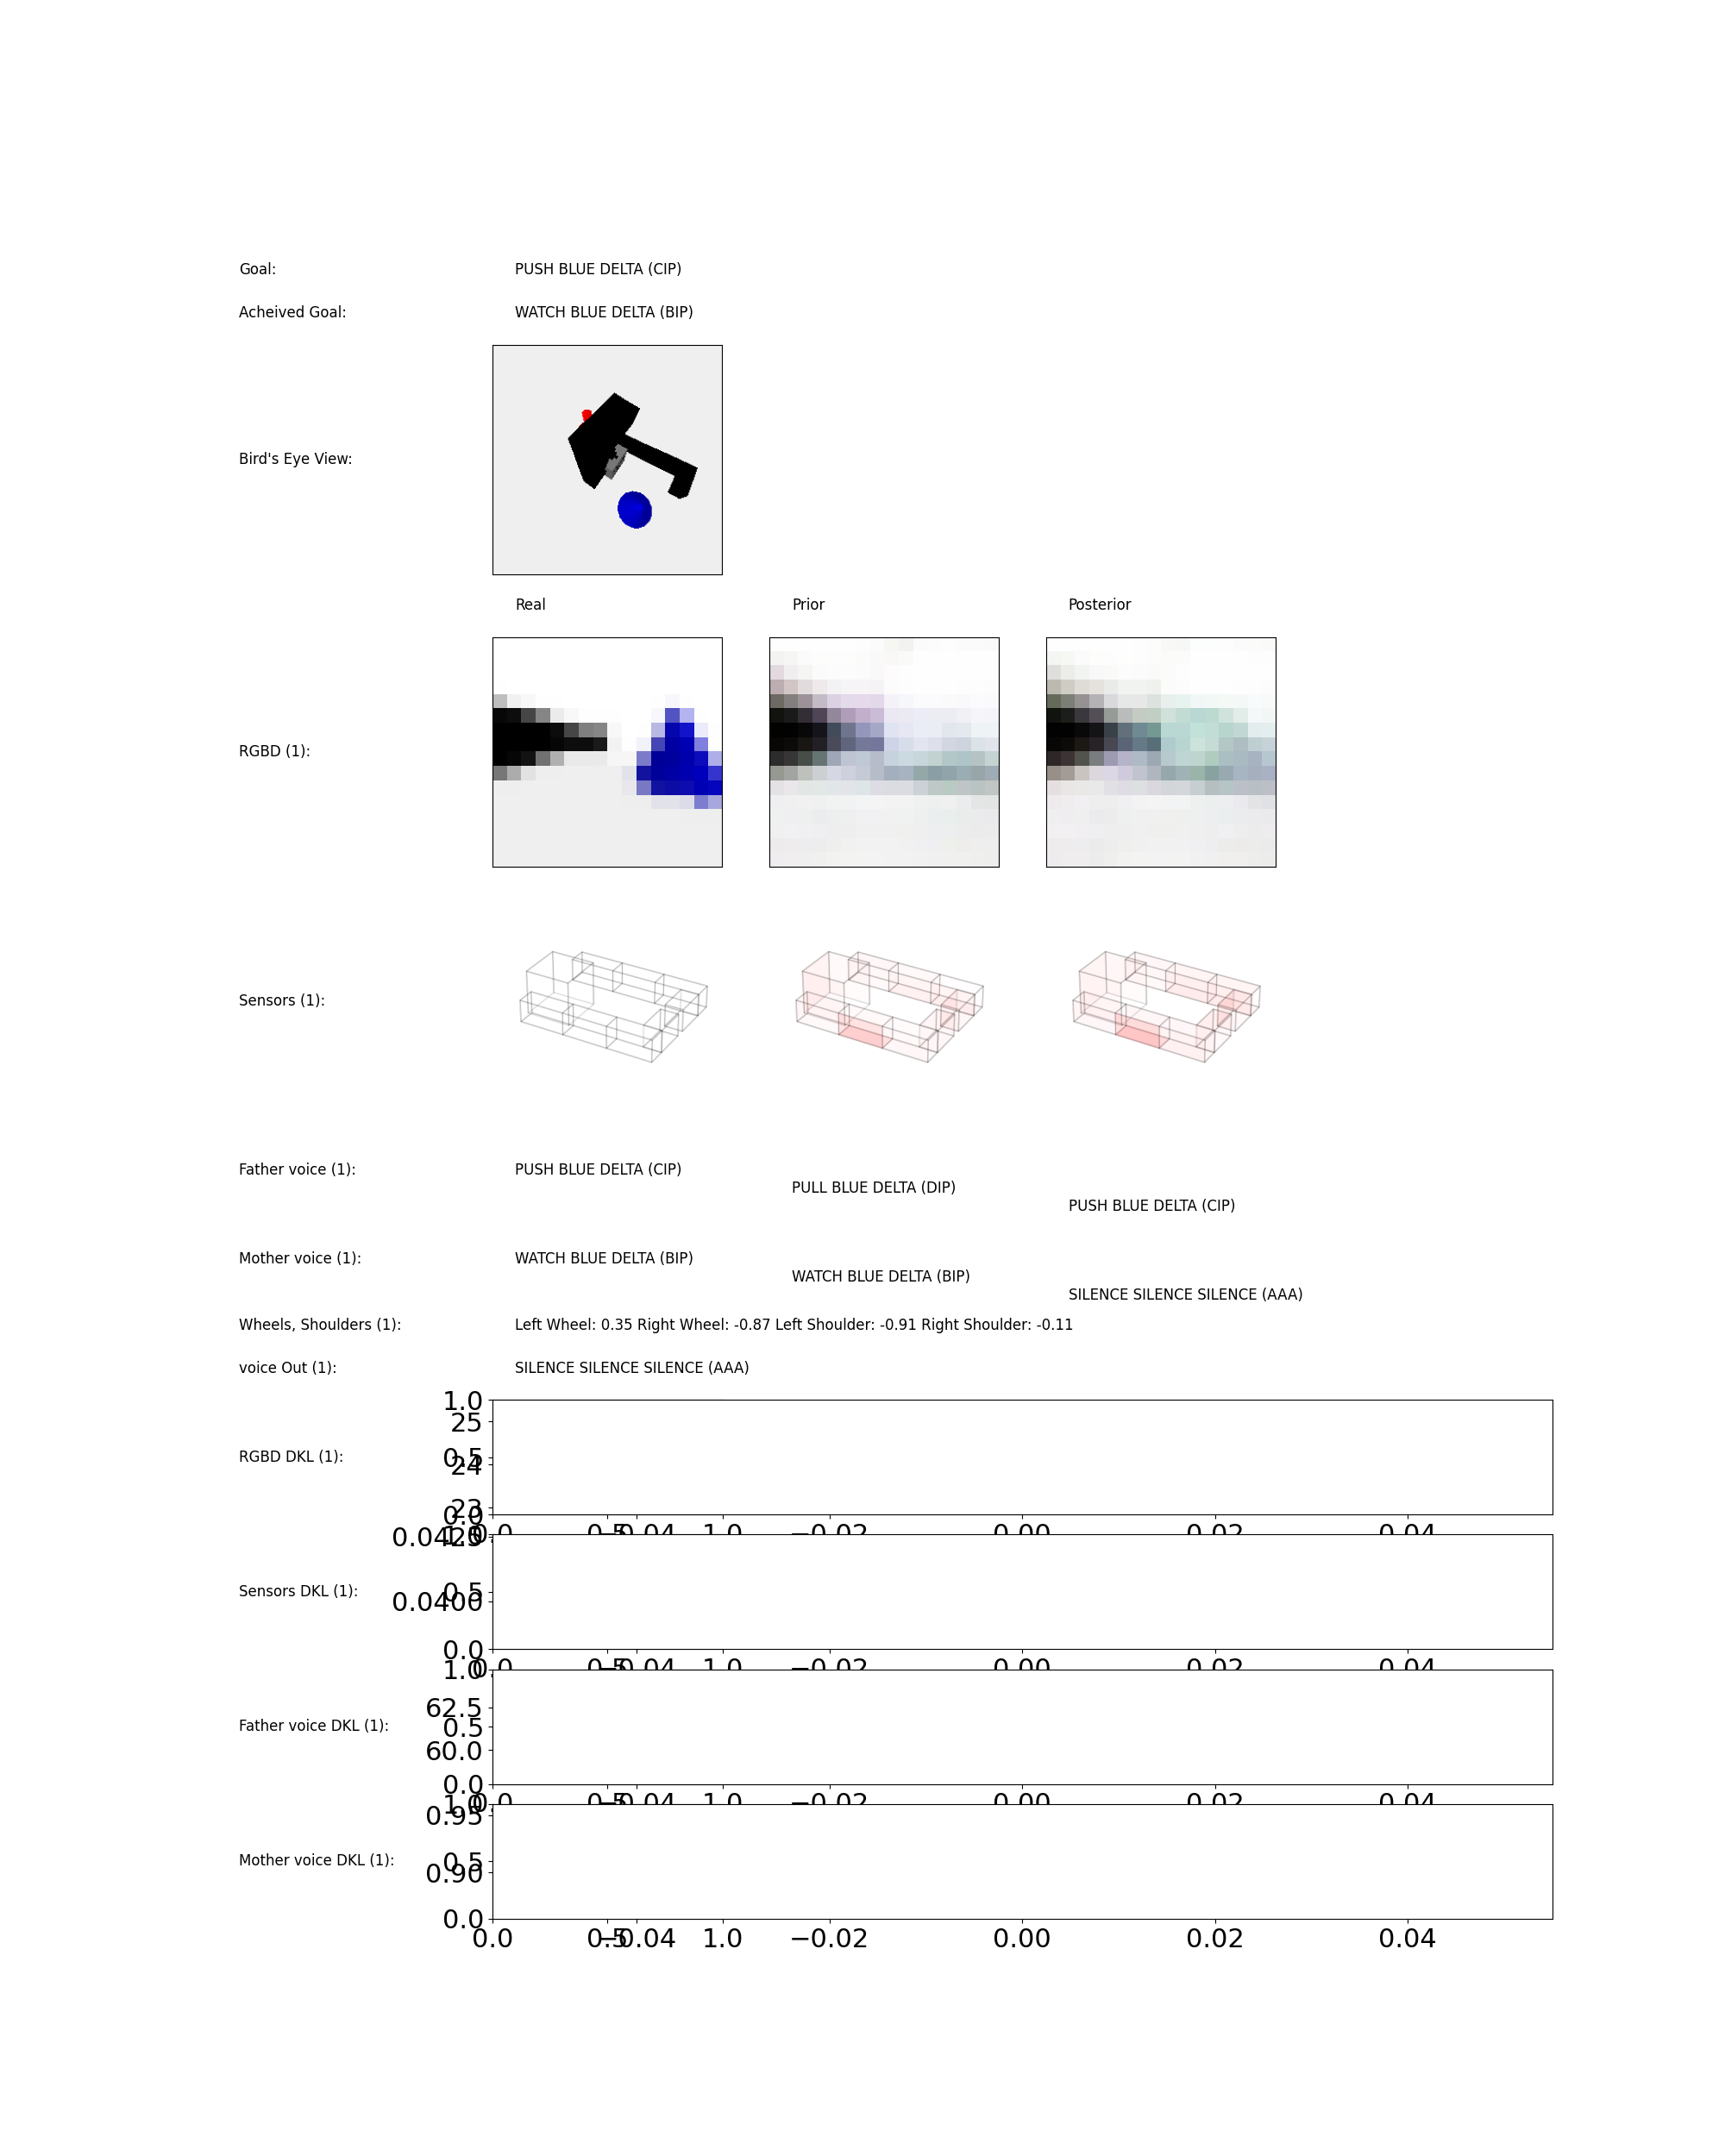 Goal: PUSH BLUE DELTA (CIP)
Acheived Goal: WATCH BLUE DELTA (BIP)
Bird's Eye View:
Real Prior Posterior
RGBD (1):
Sensors (1):
Father voice (1): PUSH BLUE DELTA (CIP)
PULL BLUE DELTA (DIP)
PUSH BLUE DELTA (CIP)
Mother voice (1): WATCH BLUE DELTA (BIP)
WATCH BLUE DELTA (BIP)
SILENCE SILENCE SILENCE (AAA)
Wheels, Shoulders (1): Left Wheel: 0.35 Right Wheel: -0.87 Left Shoulder: -0.91 Right Shoulder: -0.11
voice Out (1): SILENCE SILENCE SILENCE (AAA)
1.0
25
RGBD DKL (1): 0.5
24
23
0.0
0.0 0.5 −0.04 1.0 −0.02 0.00 0.02 0.04
1.0
0.0425
Sensors DKL (1): 0.5
0.0400
0.0
0.0 0.5 −0.04 1.0 −0.02 0.00 0.02 0.04
1.0
62.5
Father voice DKL (1): 0.5
60.0
0.0
0.0 0.5 −0.04 1.0 −0.02 0.00 0.02 0.04
1.0
0.95
Mother voice DKL (1): 0.5
0.90
0.0
0.0 0.5 −0.04 1.0 −0.02 0.00 0.02 0.04